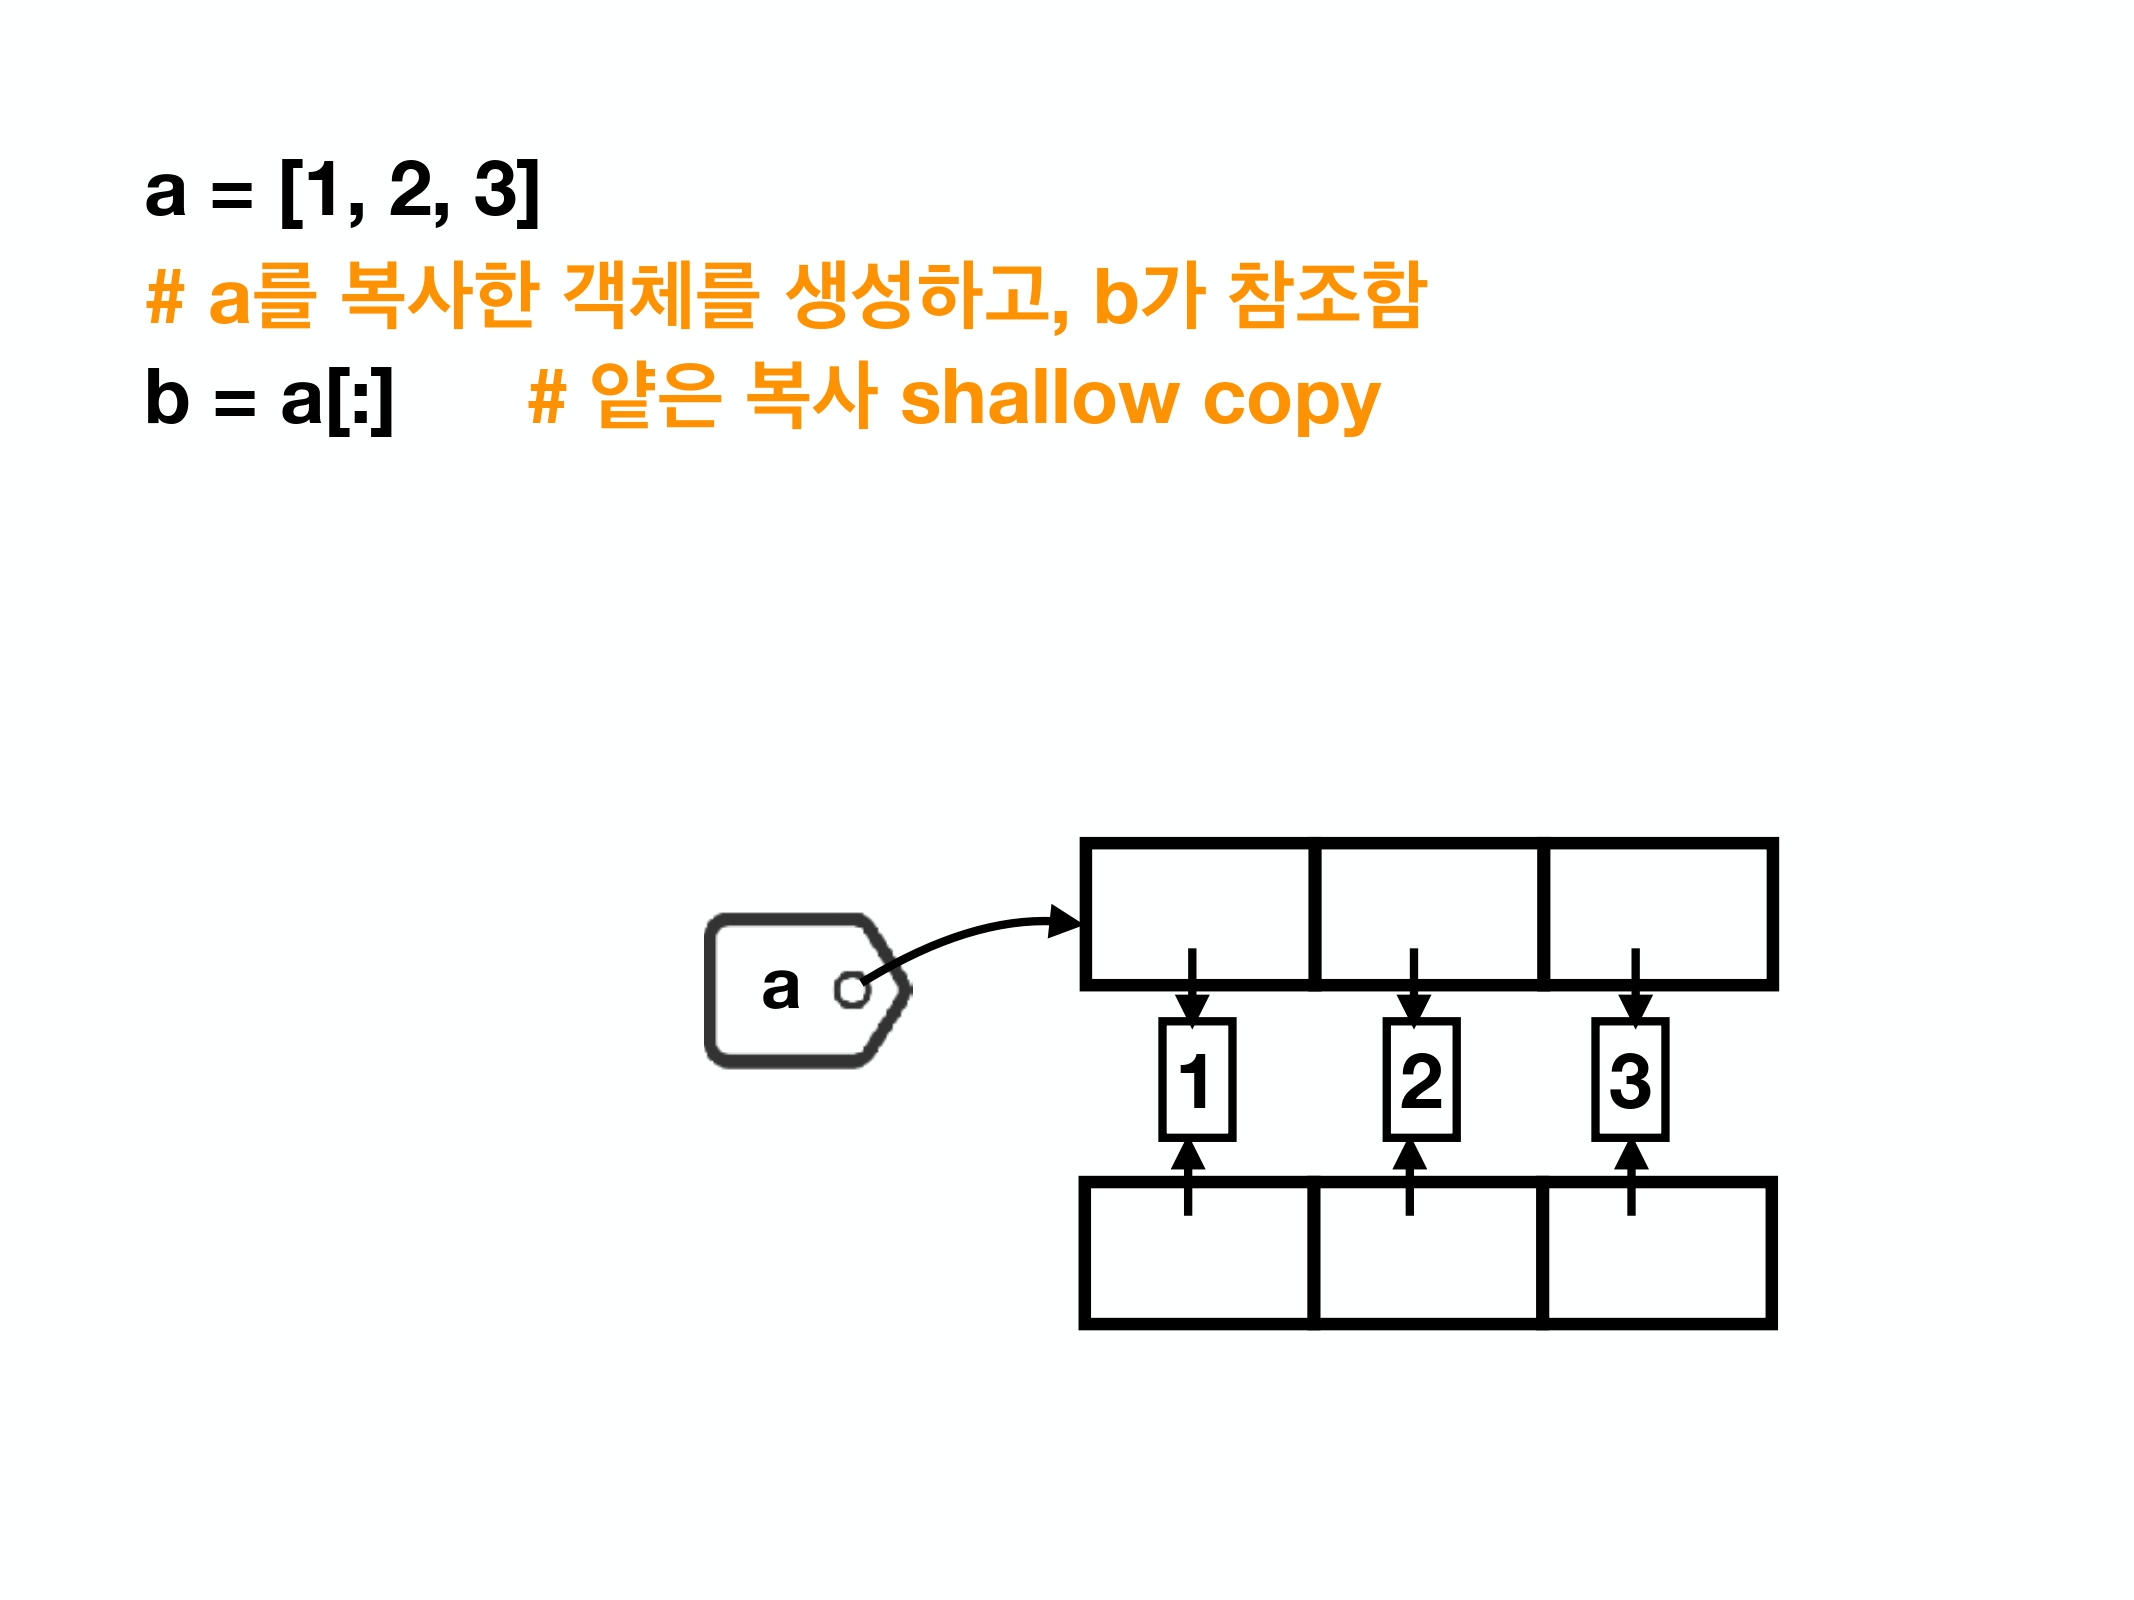 a = [1, 2, 3]
# a를 복사한 객체를 생성하고, b가 참조함
b = a[:] # 얕은 복사 shallow copy
a
1 2 3